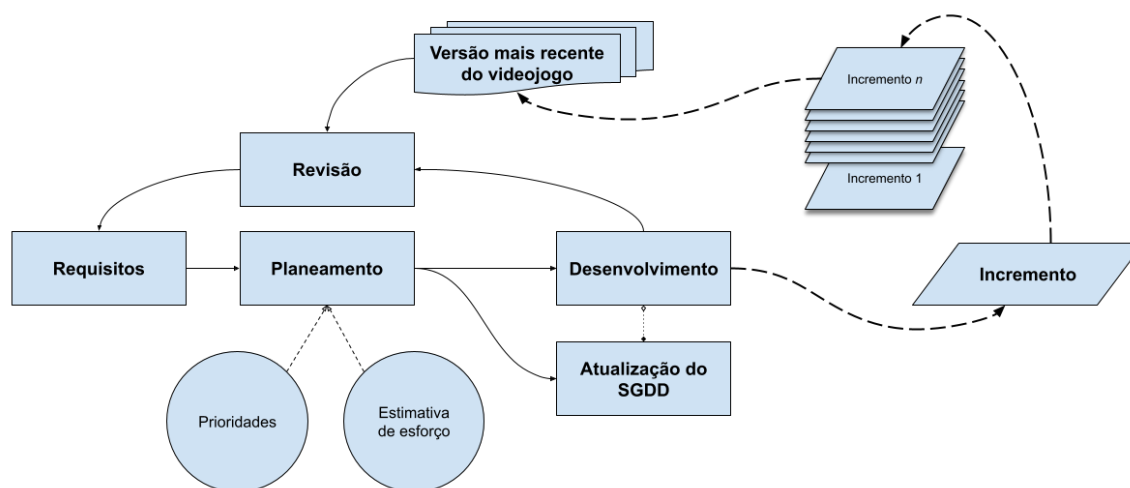 Versão mais recente
do videojogo
Incremento n
Revisão
Incremento 1
Requisitos
Planeamento
Desenvolvimento
Incremento
Atualização do
SGDD
Prioridades
Estimativa
de esforço